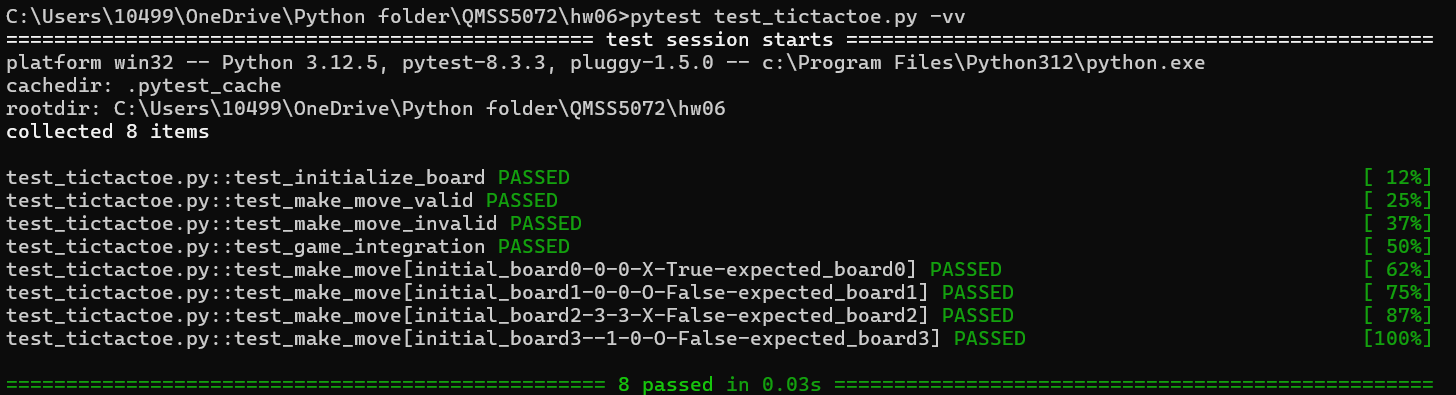 C:\Users\10499\OneDrive\Python folder\QMSS5072\hw06>pytest test_tictactoe.py -vv
================================================= test session starts =================================================
platform win32 -- Python 3.12.5, pytest-8.3.3, pluggy-1.5.0 -- c:\Program Files\Python312\python.exe
cachedir: .pytest_cache
rootdir: C:\Users\10499\OneDrive\Python folder\QMSS5072\hw06
collected 8 items
test_tictactoe.py::test_initialize_board PASSED [ 12%]
test_tictactoe.py::test_make_move_valid PASSED [ 25%]
test_tictactoe.py::test_make_move_invalid PASSED [ 37%]
test_tictactoe.py::test_game_integration PASSED [ 50%]
test_tictactoe.py::test_make_move[initial_board0-0-0-X-True-expected_board0] PASSED [ 62%]
test_tictactoe.py::test_make_move[initial_board1-0-0-O-False-expected_board1] PASSED [ 75%]
test_tictactoe.py::test_make_move[initial_board2-3-3-X-False-expected_board2] PASSED [ 87%]
test_tictactoe.py::test_make_move[initial_board3--1-0-O-False-expected_board3] PASSED [100%]
================================================== 8 passed in 0.03s ==================================================